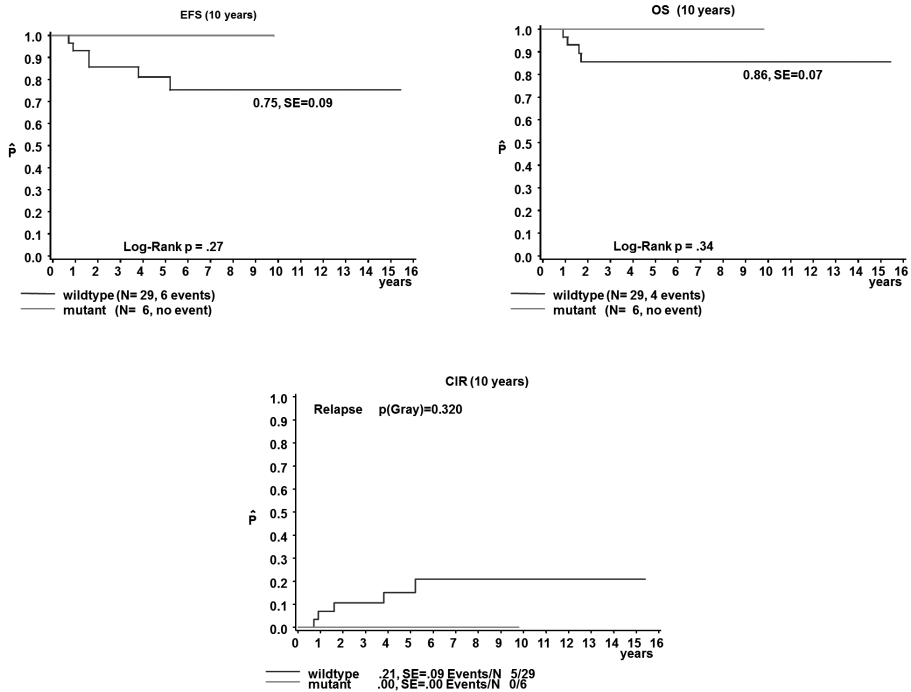 EFS (10 years)
1.0
0.9
0.8
0.7
0.6
0.5
0.4
0.3
0.2
0.1
0.0
P̂
0.75, SE=0.09
Log-Rank p = .27
0 1 2 3 4 5 6 7 8 9 10 11 12 13 14 15 16
years
wildtype (N= 29, 6 events)
mutant (N= 6, no event)
OS (10 years)
1.0
0.9
0.8
0.7
0.6
0.5
0.4
0.3
0.2
0.1
0.0
P̂
0.86, SE=0.07
Log-Rank p = .34
0 1 2 3 4 5 6 7 8 9 10 11 12 13 14 15 16
years
wildtype (N= 29, 4 events)
mutant (N= 6, no event)
CIR (10 years)
1.0
0.9
0.8
0.7
0.6
0.5
0.4
0.3
0.2
0.1
0.0
P̂
Relapse p(Gray)=0.320
0 1 2 3 4 5 6 7 8 9 10 11 12 13 14 15 16
years
wildtype .21, SE=.09 Events/N 5/29
mutant .00, SE=.00 Events/N 0/6